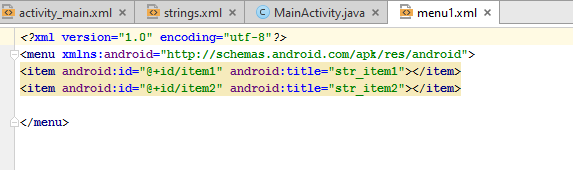 activity_main.xml strings.xml MainActivity.java menu1.xml
<?xml version="1.0" encoding="utf-8"?>
<menu xmlns:android="http://schemas.android.com/apk/res/android">
<item android:id="@+id/item1" android:title="str_item1"></item>
<item android:id="@+id/item2" android:title="str_item2"></item>
</menu>